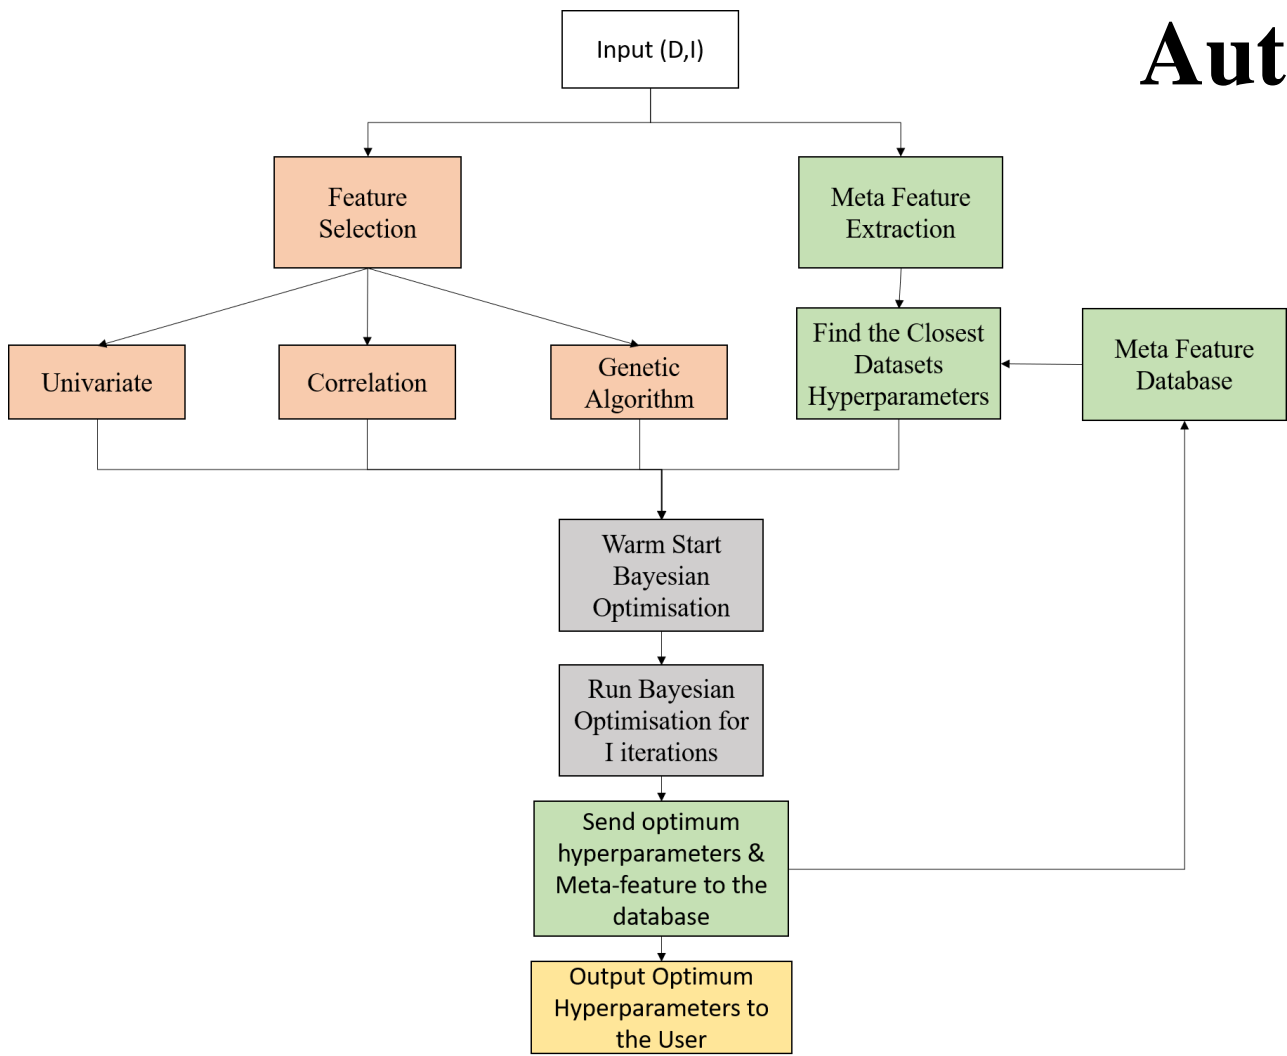 Input (D,I)
Aut
Feature
Selection
Meta Feature
Extraction
Univariate
Correlation
Genetic
Algorithm
Find the Closest
Datasets
Hyperparameters
Meta Feature
Database
Warm Start
Bayesian
Optimisation
Run Bayesian
Optimisation for
I iterations
Send optimum
hyperparameters &
Meta-feature to the
database
Output Optimum
Hyperparameters to
the User